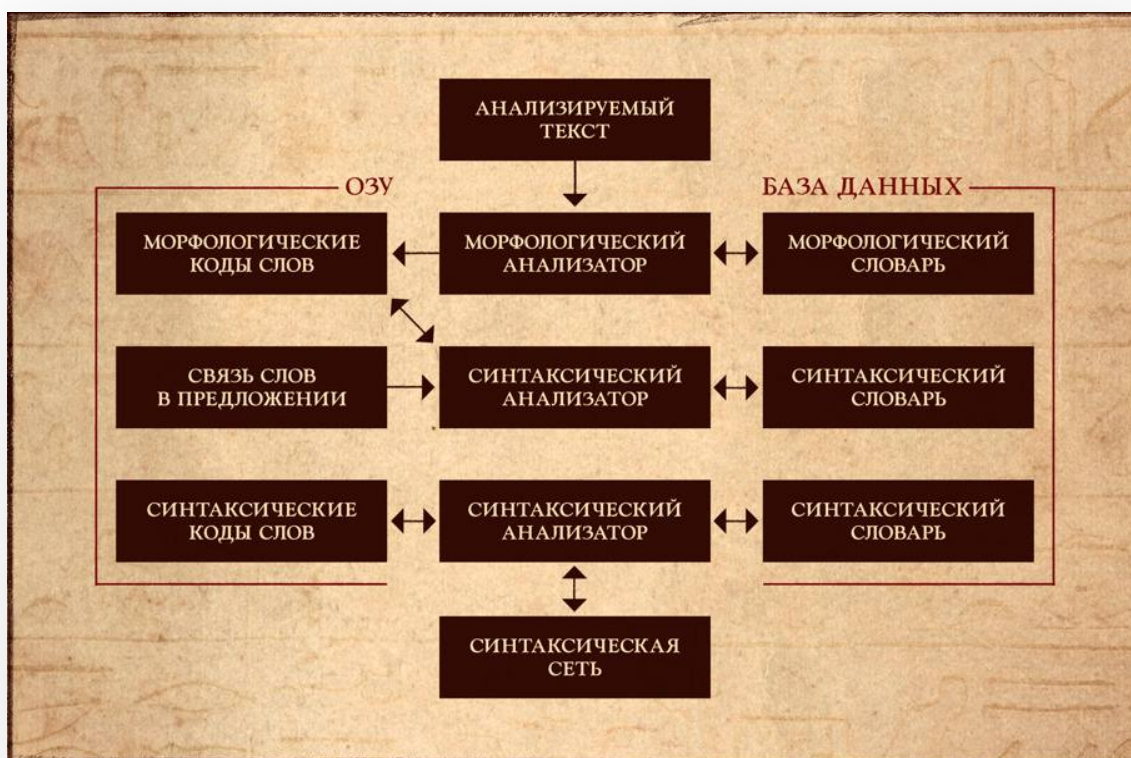 АНАЛИЗИРУЕМЫЙ
ТЕКСТ
ОЗУ
БАЗА ДАННЫХ
МОРФОЛОГИЧЕСКИЕ
КОДЫ СЛОВ
МОРФОЛОГИЧЕСКИЙ
АНАЛИЗАТОР
МОРФОЛОГИЧЕСКИЙ
СЛОВАРЬ
СВЯЗЬ СЛОВ
В ПРЕДЛОЖЕНИИ
СИНТАКСИЧЕСКИЙ
АНАЛИЗАТОР
СИНТАКСИЧЕСКИЙ
СЛОВАРЬ
СИНТАКСИЧЕСКИЕ
КОДЫ СЛОВ
СИНТАКСИЧЕСКИЙ
АНАЛИЗАТОР
СИНТАКСИЧЕСКИЙ
СЛОВАРЬ
СИНТАКСИЧЕСКАЯ
СЕТЬ